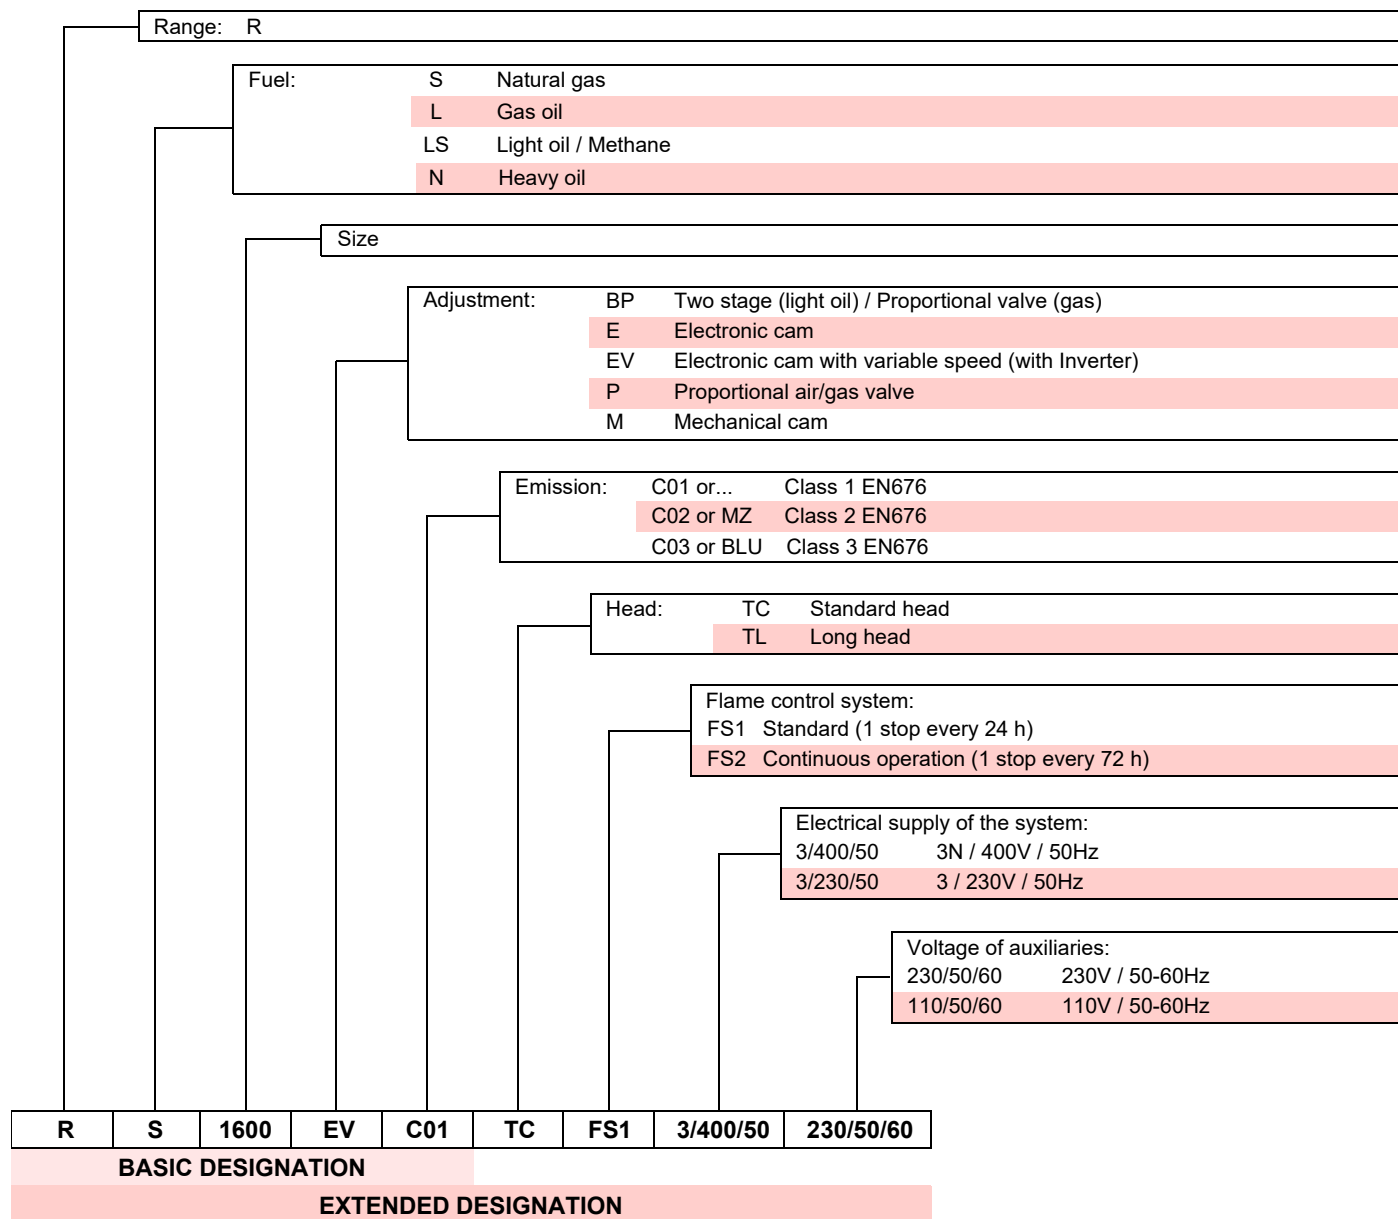 Range: R
Fuel: S Natural gas
L Gas oil
LS Light oil / Methane
N Heavy oil
Size
Adjustment: BP Two stage (light oil) / Proportional valve (gas)
E Electronic cam
EV Electronic cam with variable speed (with Inverter)
P Proportional air/gas valve
M Mechanical cam
Emission: C01 or... Class 1 EN676
C02 or MZ Class 2 EN676
C03 or BLU Class 3 EN676
Head: TC Standard head
TL Long head
Flame control system:
FS1 Standard (1 stop every 24 h)
FS2 Continuous operation (1 stop every 72 h)
Electrical supply of the system:
3/400/50 3N / 400V / 50Hz
3/230/50 3 / 230V / 50Hz
Voltage of auxiliaries:
230/50/60 230V / 50-60Hz
110/50/60 110V / 50-60Hz
R S 1600 EV C01 TC FS1 3/400/50 230/50/60
BASIC DESIGNATION
EXTENDED DESIGNATION